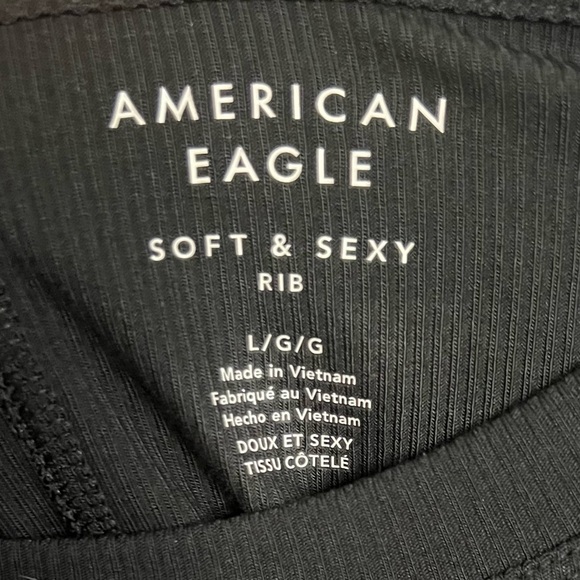 AMERICAN
EAGLE
SOFT & SEXY
RIB
L/G/G
Made in Vietnam
Fabriqué au Vietnam
Hecho en Vietnam
DOUX ET SEXY
TISSU CÔTELÉ